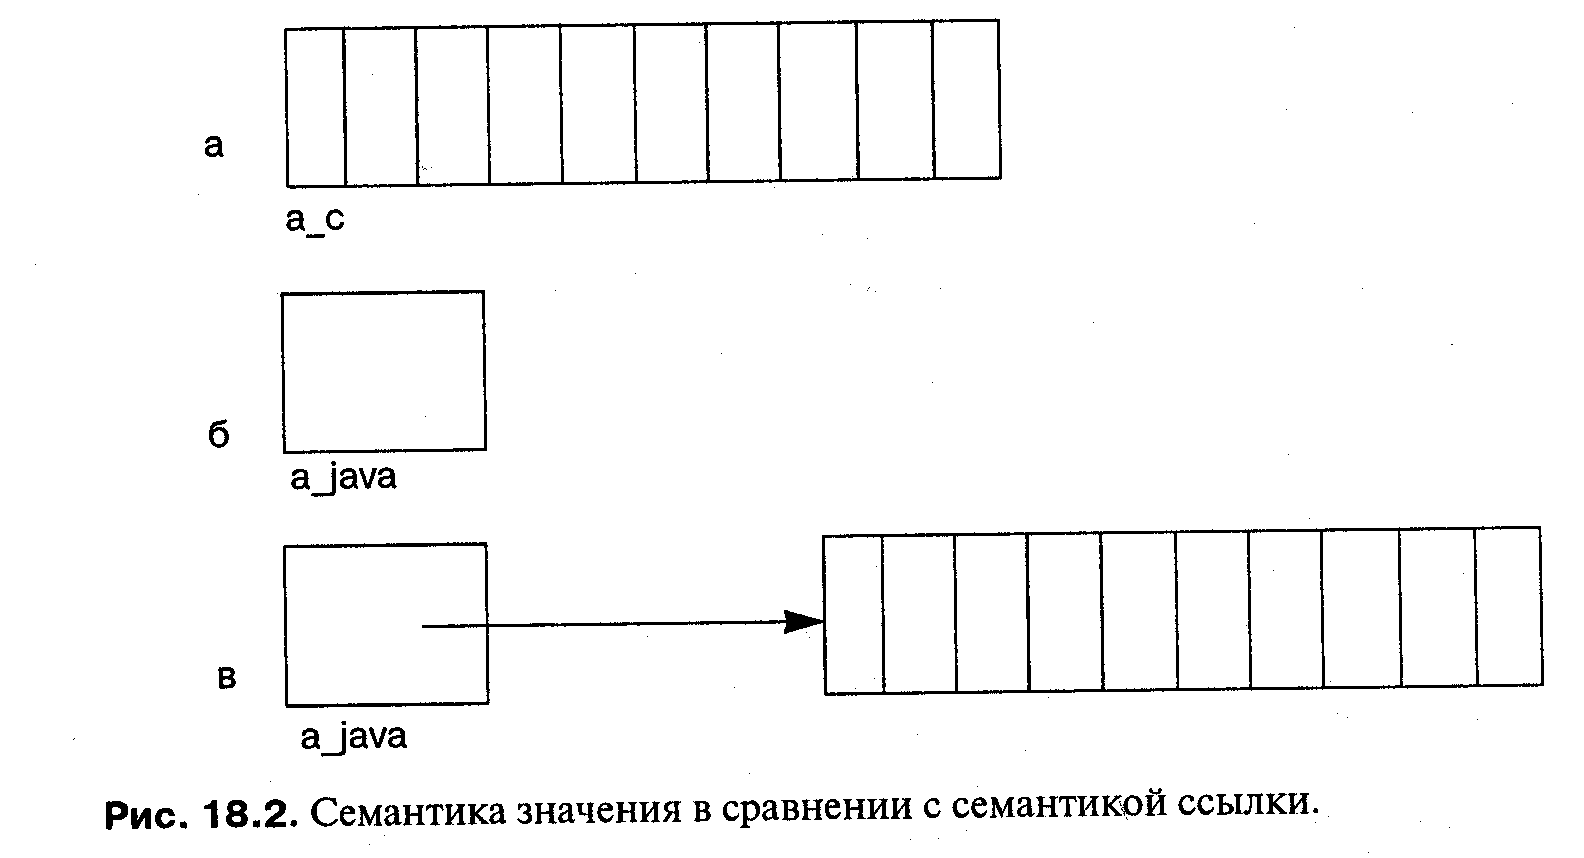 а
a_c
б
a_java
в
a_java
Рис. 18.2. Семантика значения в сравнении с семантикой ссылки.